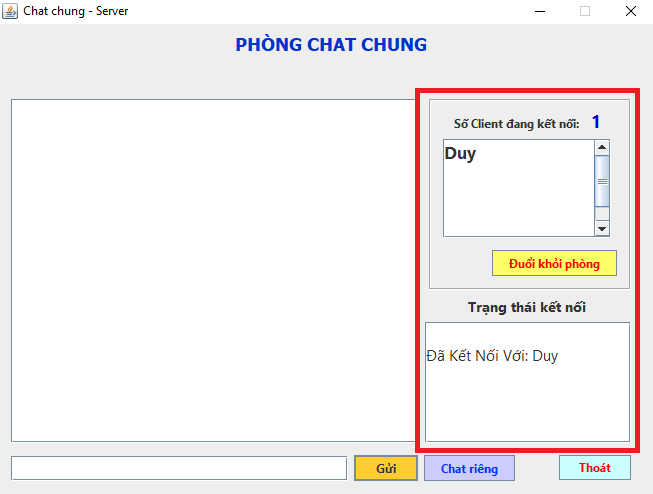 Chat chung - Server
PHÒNG CHAT CHUNG
Số Client đang kết nối: 1
Duy
Đuổi khỏi phòng
Trạng thái kết nối
Đã Kết Nối Với: Duy
Gửi
Chat riêng
Thoát